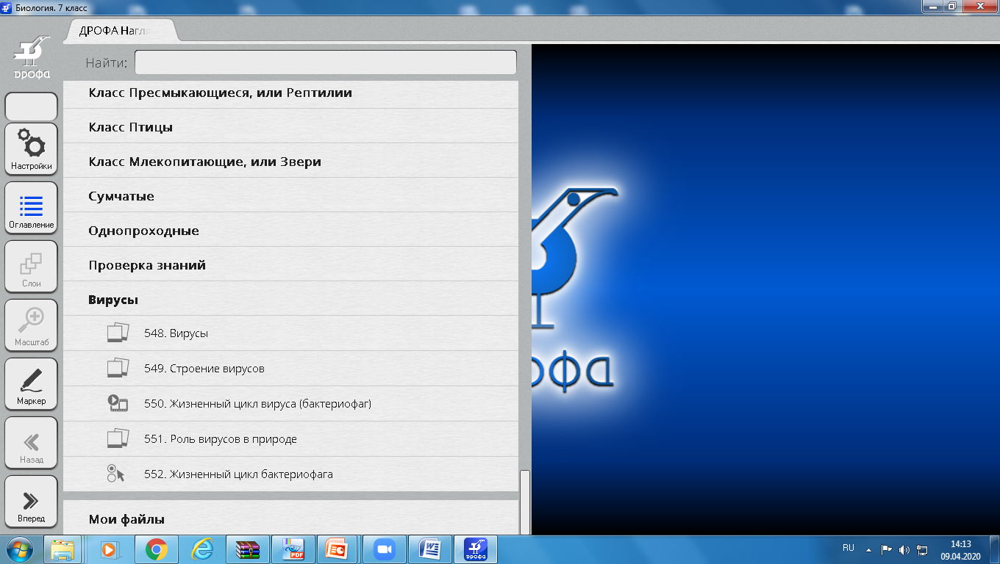 Биология. 7 класс
ДРОФА Нагля
дрофа
Найти:
Класс Пресмыкающиеся, или Рептилии
Класс Птицы
Класс Млекопитающие, или Звери
Сумчатые
Однопроходные
Проверка знаний
Вирусы
548. Вирусы
549. Строение вирусов
550. Жизненный цикл вируса (бактериофаг)
551. Роль вирусов в природе
552. Жизненный цикл бактериофага
Мои файлы
Настройки
Оглавление
Слои
Масштаб
Маркер
Назад
Вперед
рофа
PDF
дрофа
RU
14:13
09.04.2020